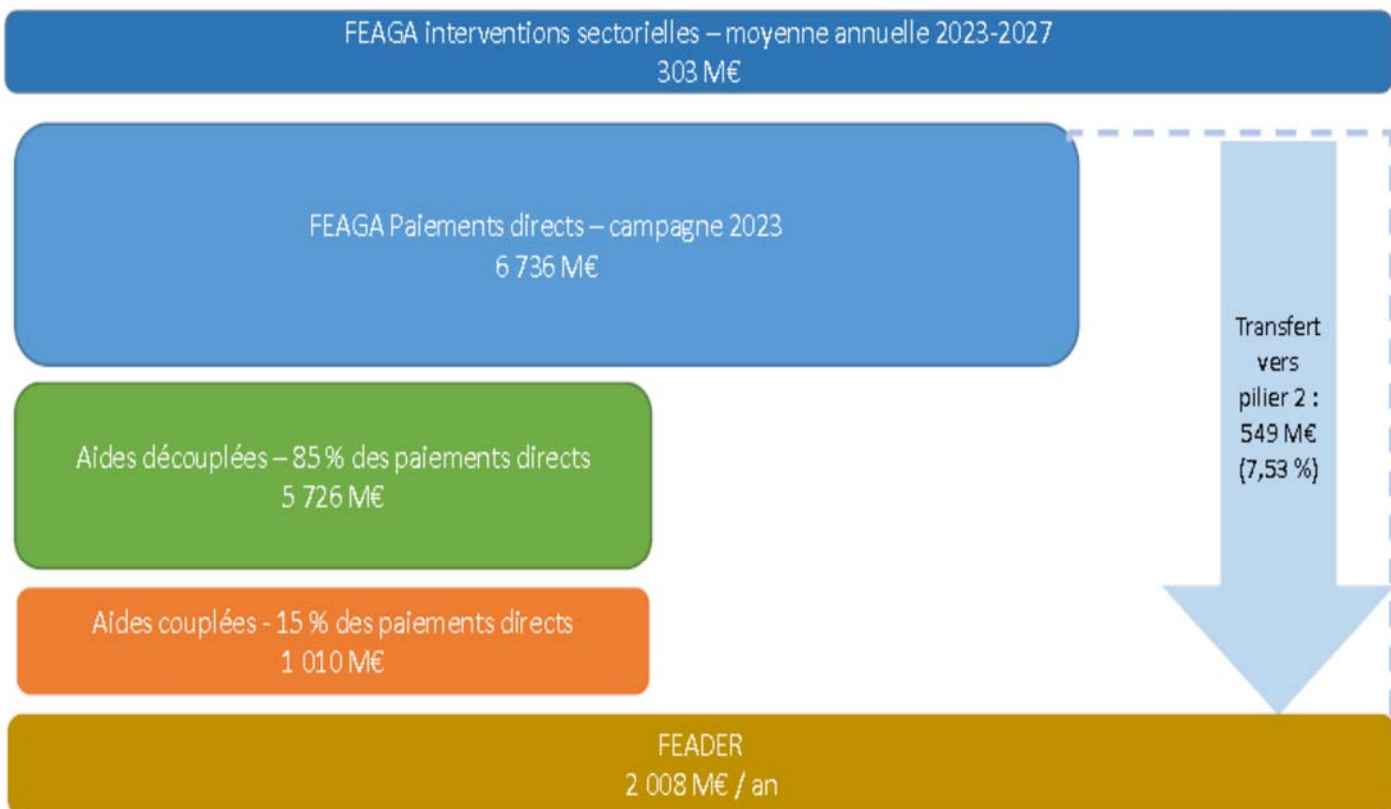 FEAGA interventions sectorielles – moyenne annuelle 2023-2027
303 M€
FEAGA Paiements directs – campagne 2023
6 736 M€
Transfert
vers
pilier 2 :
549 M€
(7,53 %)
Aides découplées – 85 % des paiements directs
5 726 M€
Aides couplées - 15 % des paiements directs
1 010 M€
FEADER
2 008 M€ / an